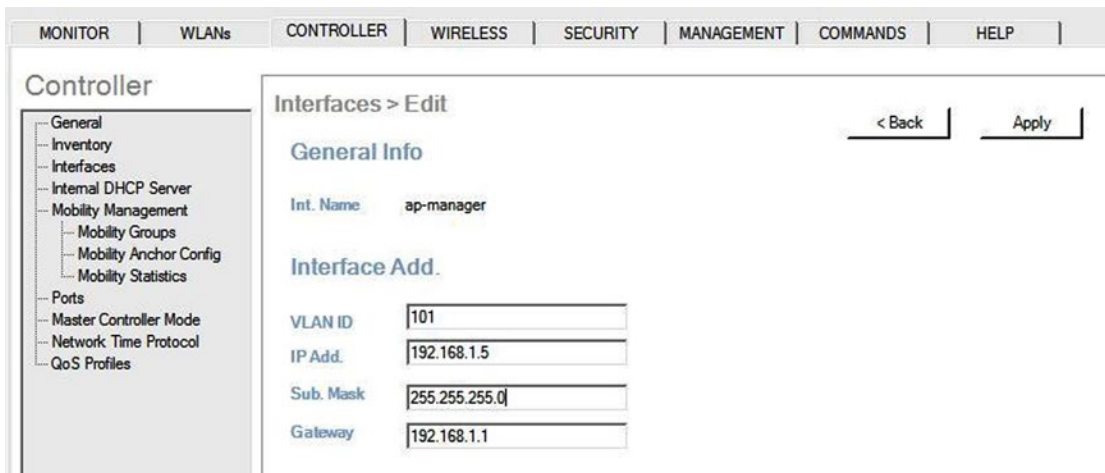 MONITOR WLANs CONTROLLER WIRELESS SECURITY MANAGEMENT COMMANDS HELP
Controller
General
Inventory
Interfaces
Internal DHCP Server
Mobility Management
Mobility Groups
Mobility Anchor Config
Mobility Statistics
Ports
Master Controller Mode
Network Time Protocol
QoS Profiles
Interfaces > Edit
< Back Apply
General Info
Int. Name ap-manager
Interface Add.
VLAN ID 101
IP Add. 192.168.1.5
Sub. Mask 255.255.255.0
Gateway 192.168.1.1